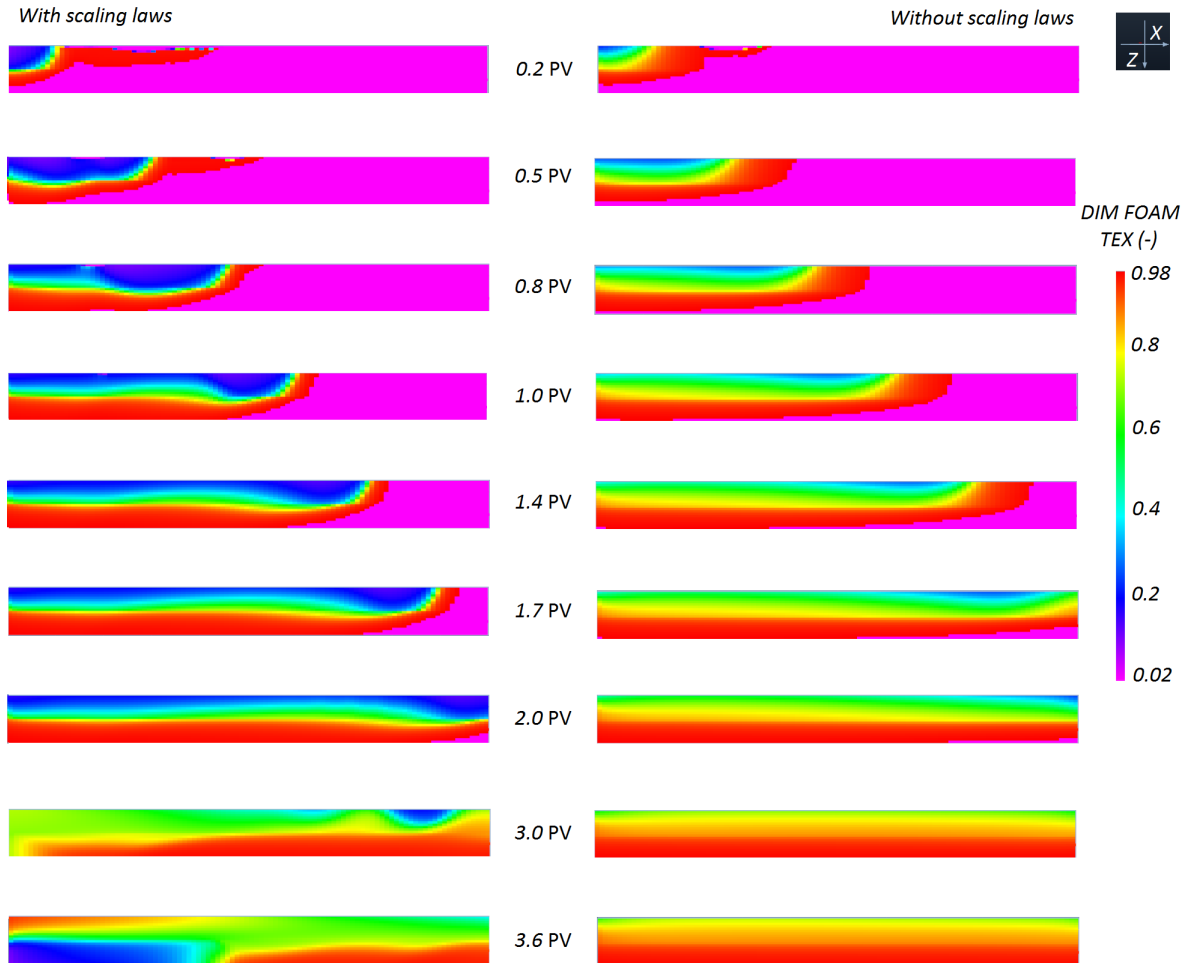 With scaling laws
Without scaling laws
X
Z
0.2 PV
0.5 PV
DIM FOAM
TEX (-)
0.98
0.8 PV
0.8
1.0 PV
0.6
1.4 PV
0.4
1.7 PV
0.2
0.02
2.0 PV
3.0 PV
3.6 PV